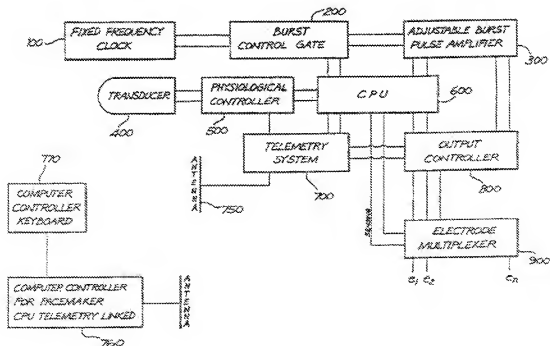 200
FIXED FREQUENCY
CLOCK
100
BURST
CONTROL GATE
ADJUSTABLE BURST
PULSE AMPLIFIER
300
TRANSDUCER
400
PHYSIOLOGICAL
CONTROLLER
500
C.P.U.
600
TELEMETRY
SYSTEM
700
OUTPUT
CONTROLLER
800
ANTENNA
750
770
COMPUTER
CONTROLLER
KEYBOARD
ELECTRODE
MULTIPLEXER
900
e1 e2 en
COMPUTER CONTROLLER
FOR PACEMAKER
CPU TELEMETRY LINKED
760
ANTENNA